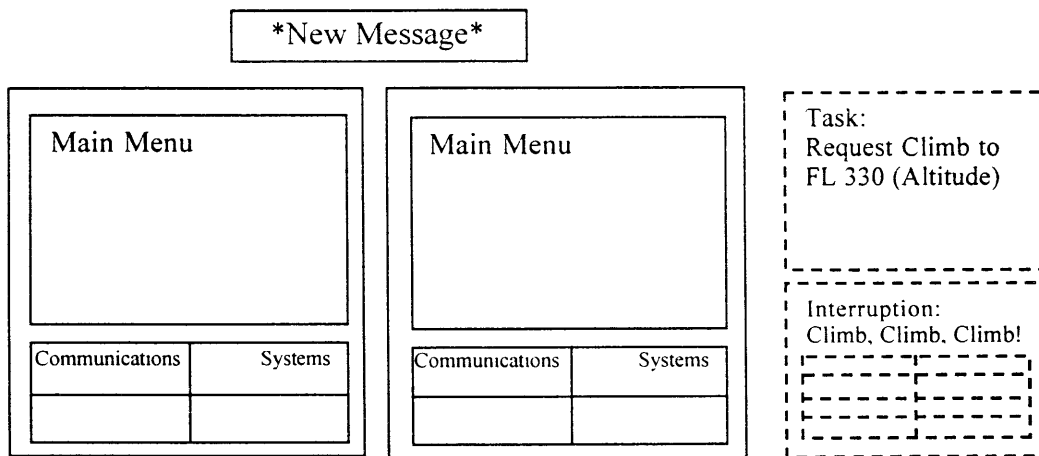 *New Message*
Main Menu
Communications Systems
Main Menu
Communications Systems
Task:
Request Climb to
FL 330 (Altitude)
Interruption:
Climb, Climb, Climb!